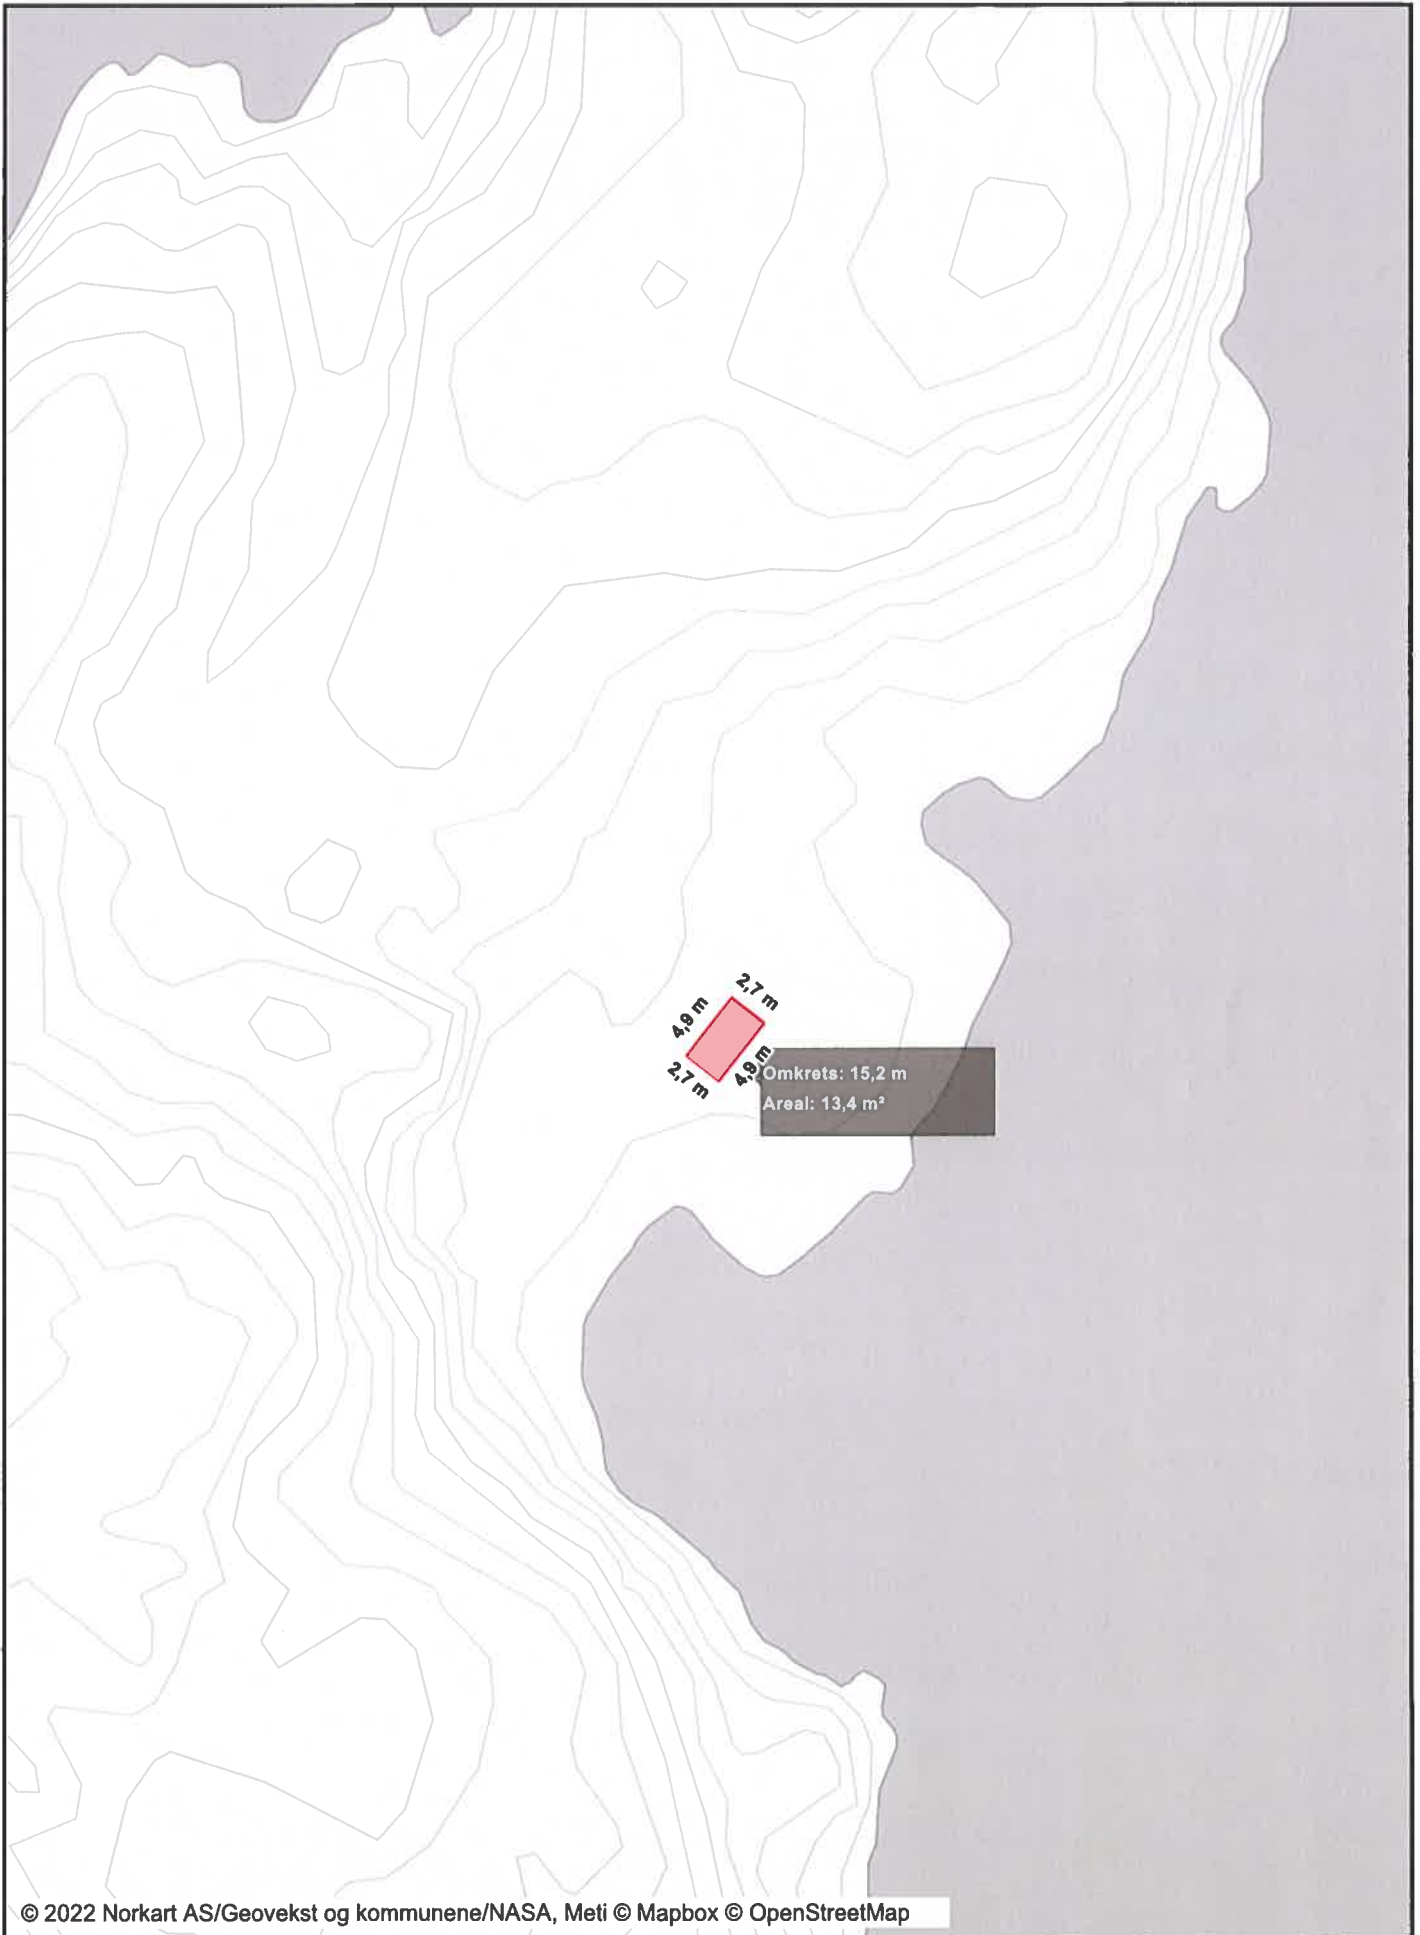 2,7 m
4,9 m
4,9 m
2,7 m
Omkrets: 15,2 m
Areal: 13,4 m²
© 2022 Norkart AS/Geovekst og kommunene/NASA, Meti © Mapbox © OpenStreetMap